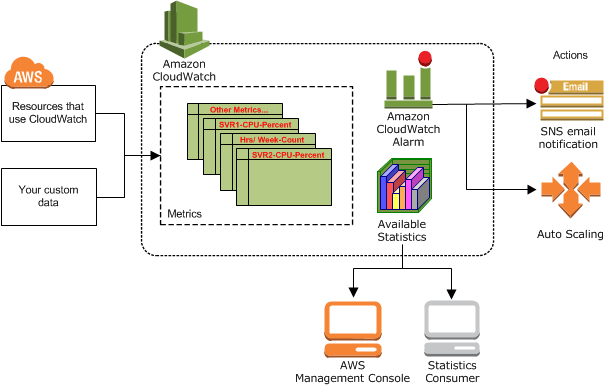 Amazon
CloudWatch
Actions
AWS
Resources that
use CloudWatch
Your custom
data
Other Metrics...
SVR1-CPU-Percent
Hrs/ Week-Count
SVR2-CPU-Percent
Metrics
Amazon
CloudWatch
Alarm
Available
Statistics
Email
SNS email
notification
Auto Scaling
AWS
Management Console
Statistics
Consumer